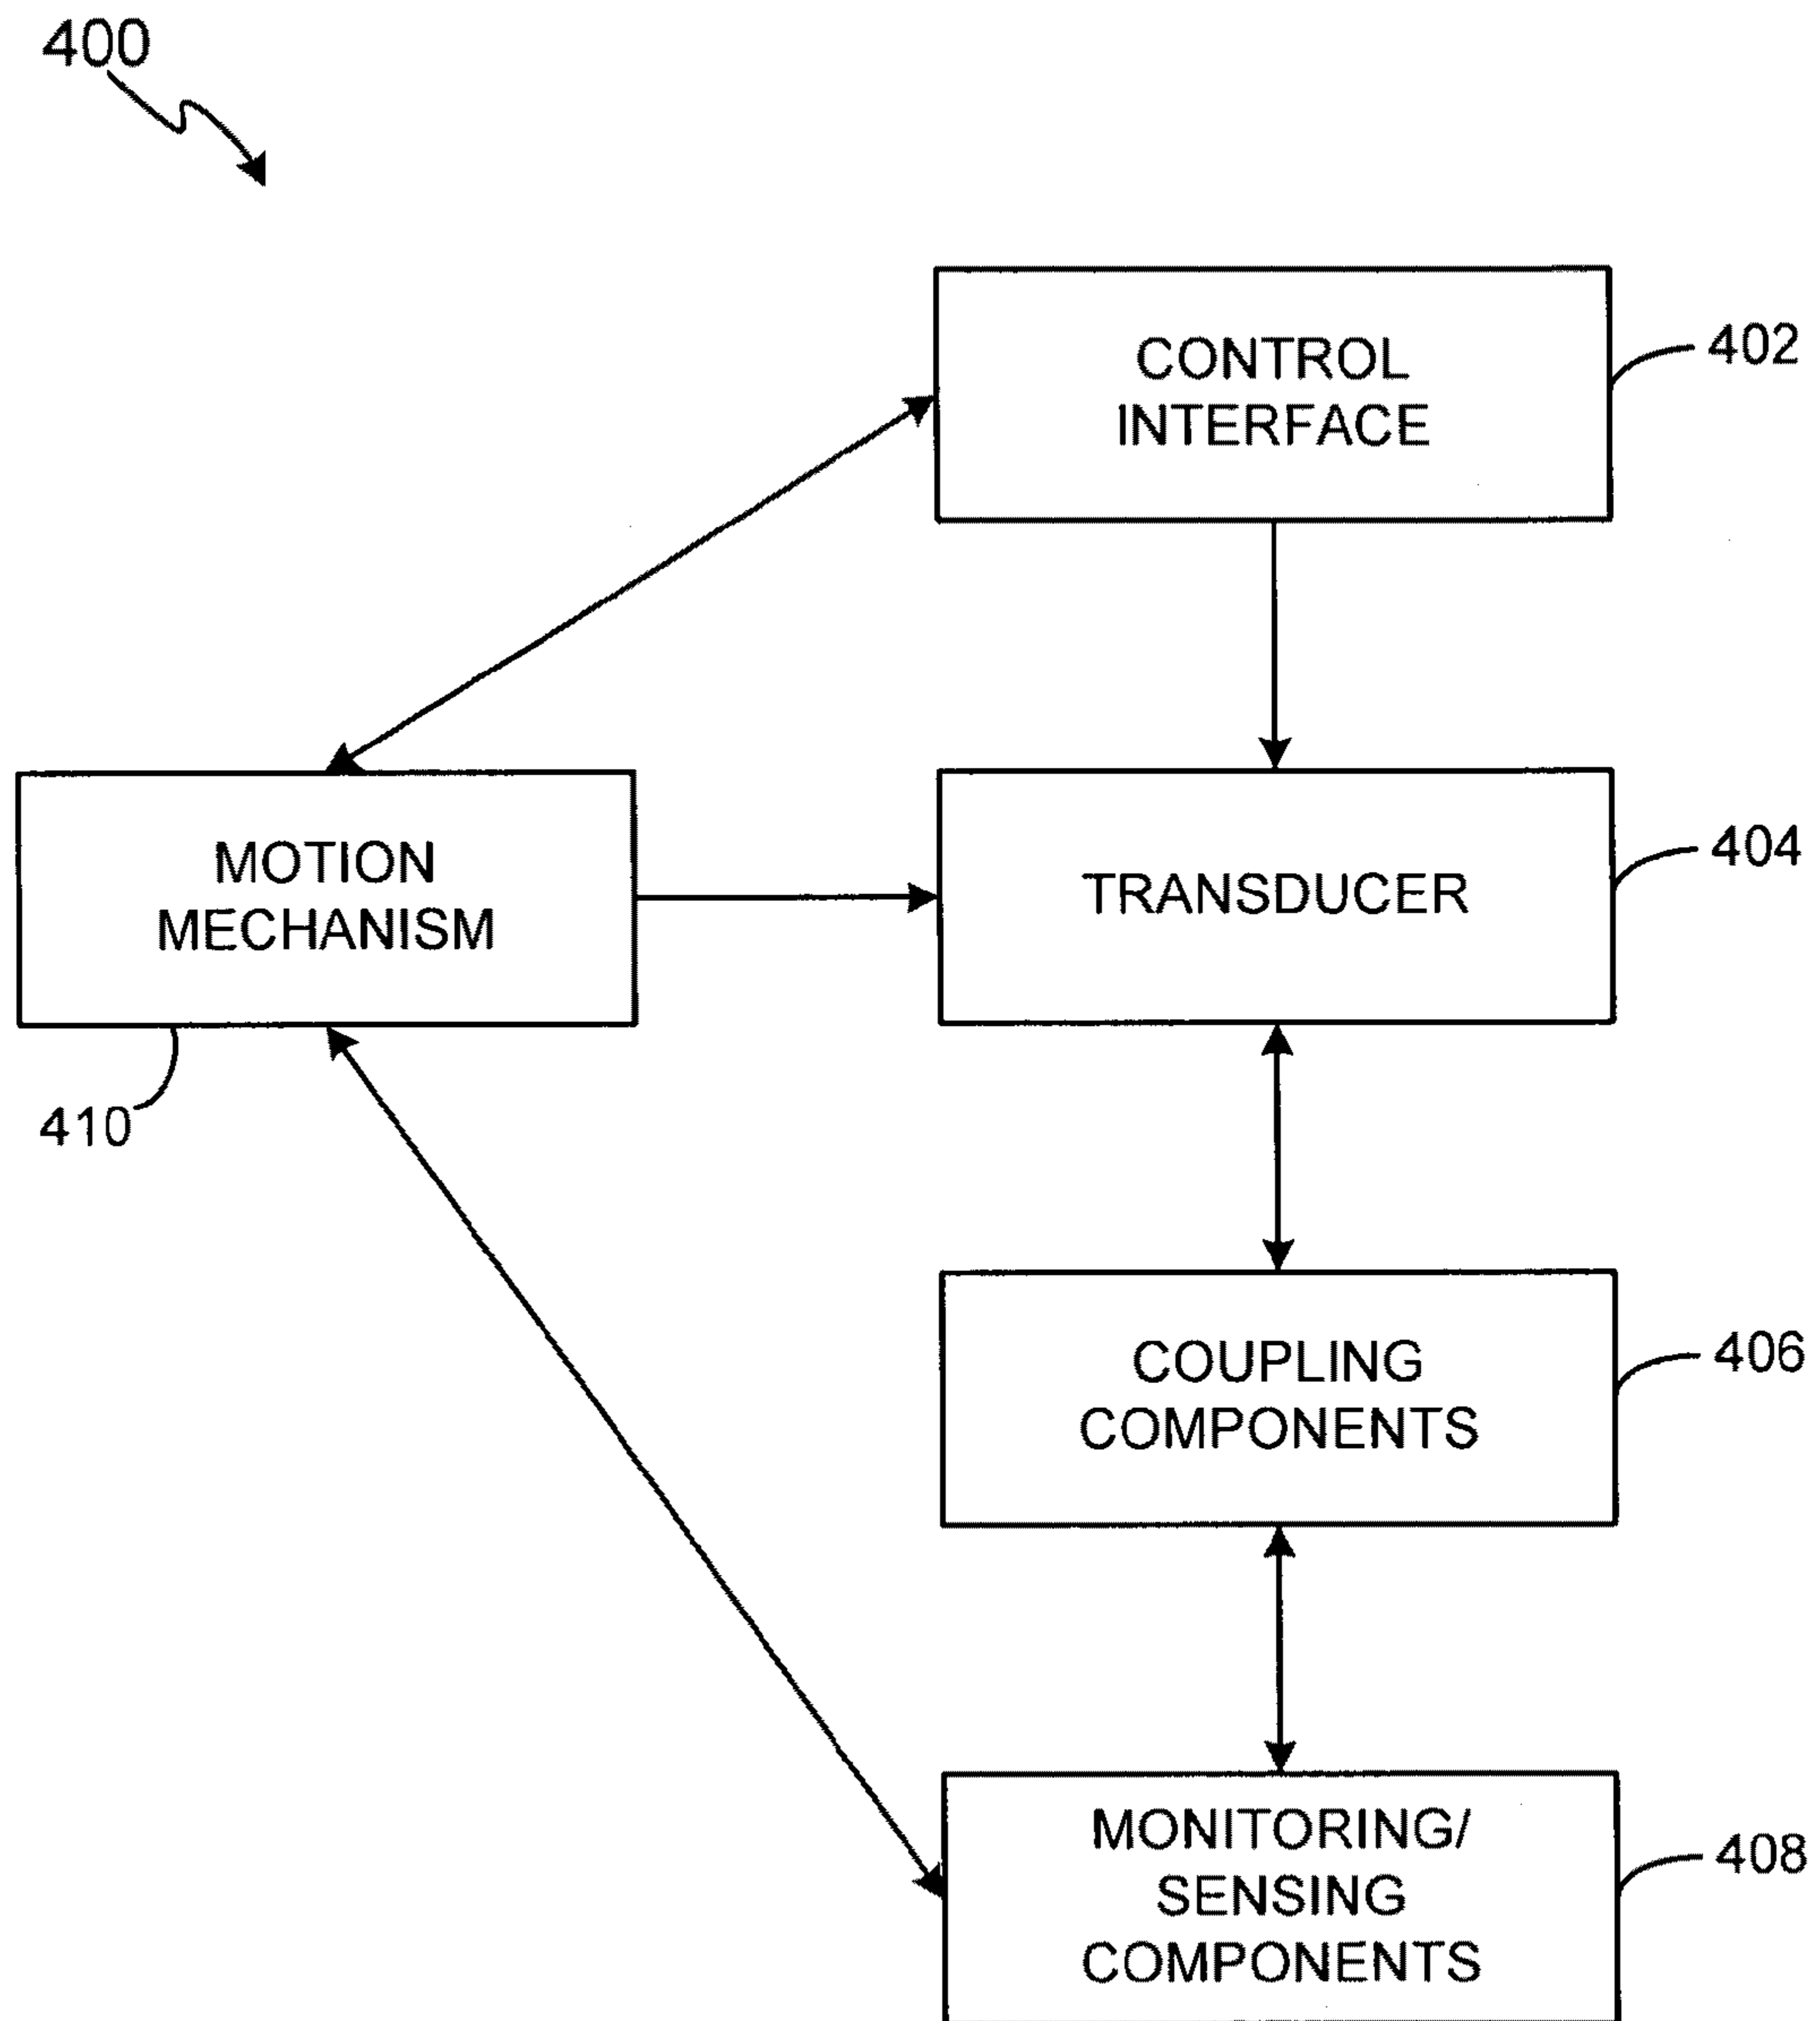 400
CONTROL
INTERFACE
402
MOTION
MECHANISM
410
TRANSDUCER
404
COUPLING
COMPONENTS
406
MONITORING/
SENSING
COMPONENTS
408